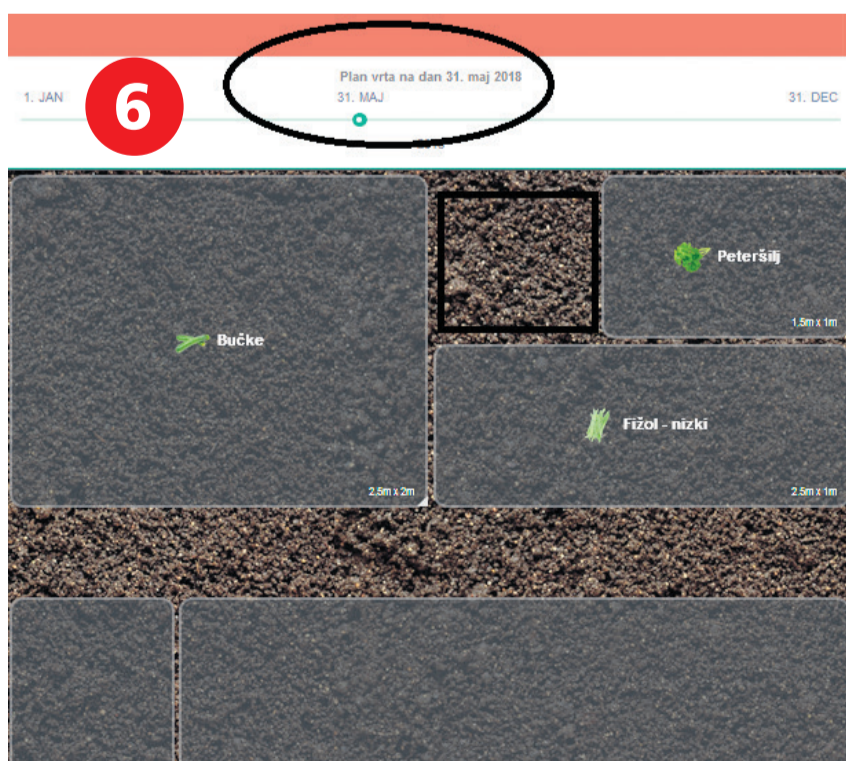 Plan vrta na dan 31. maj 2018
1. JAN
31. MAJ
31. DEC
6
Peteršilj
1.5m x 1m
Bučke
Fižol - nizki
2.5m x 2m
2.5m x 1m